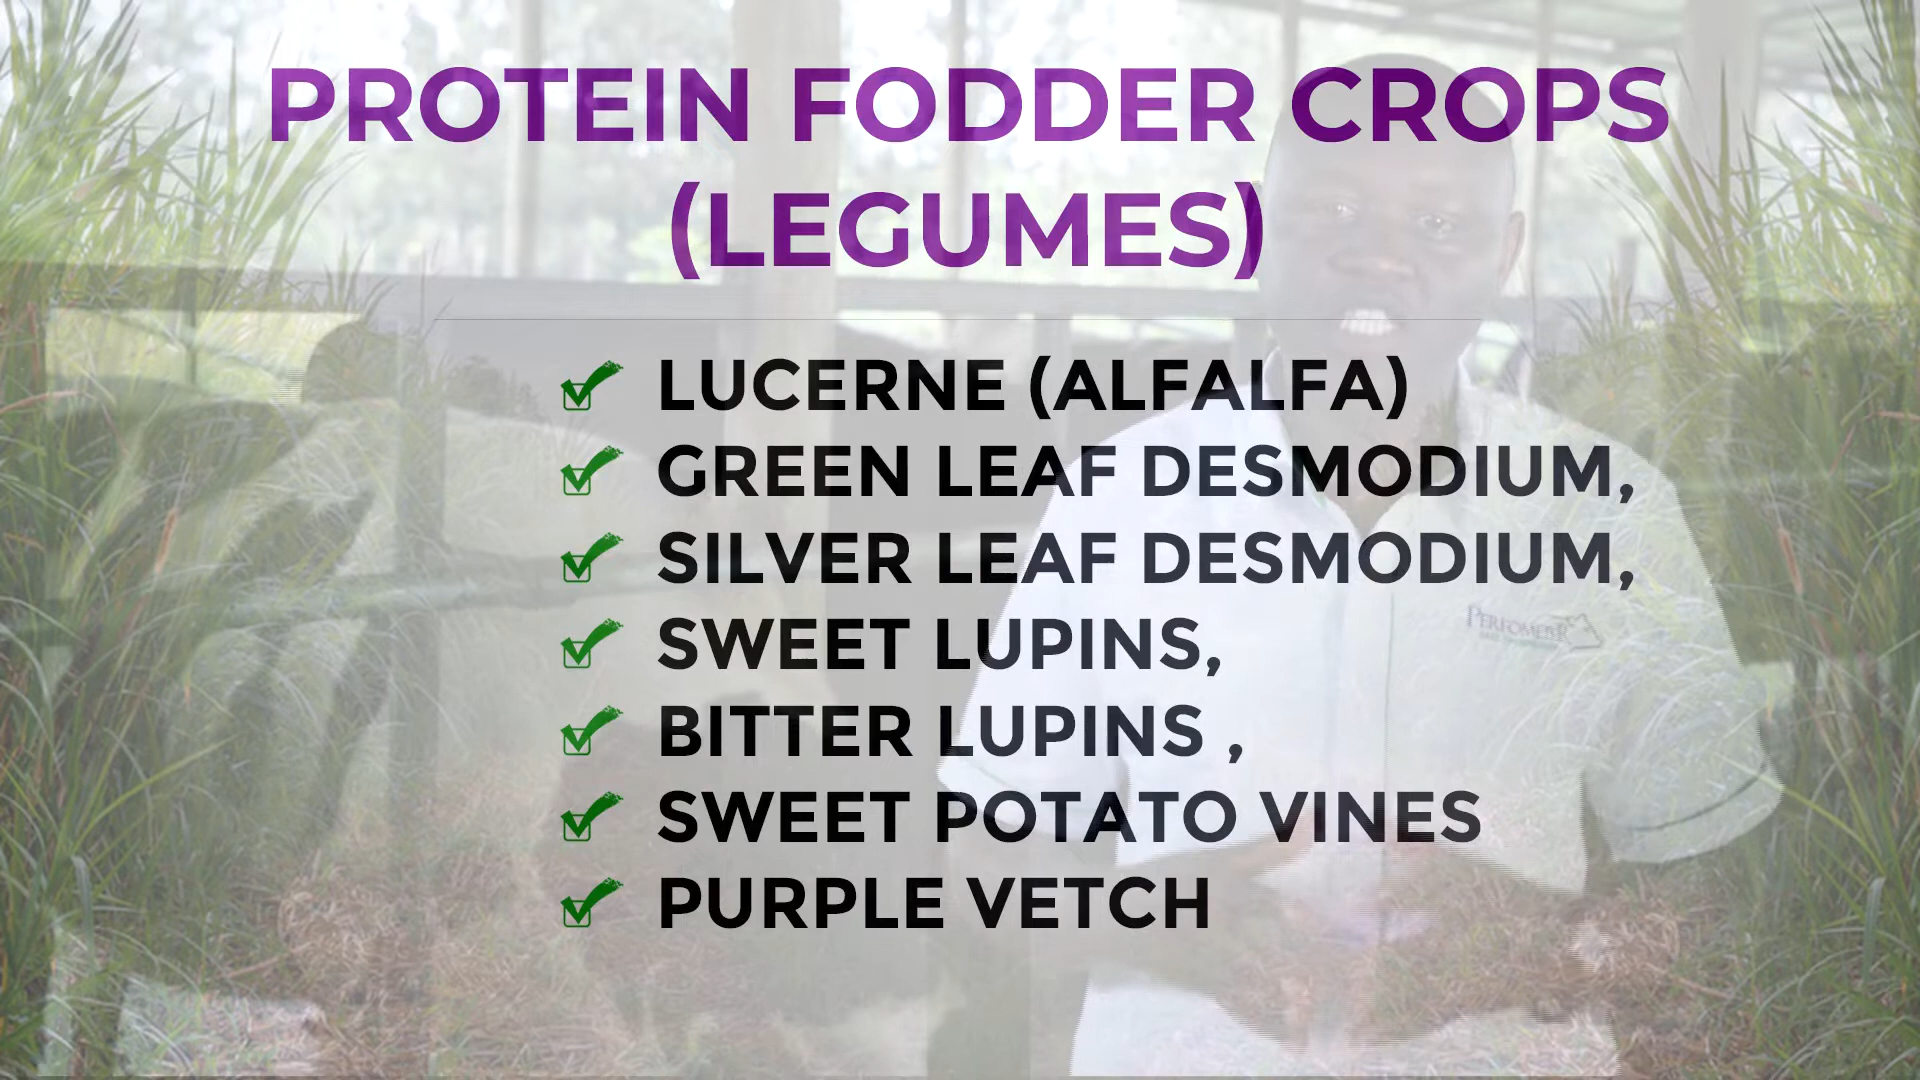 PROTEIN FODDER CROPS
(LEGUMES)
LUCERNE (ALFALFA)
GREEN LEAF DESMODIUM,
SILVER LEAF DESMODIUM,
SWEET LUPINS,
BITTER LUPINS ,
SWEET POTATO VINES
PURPLE VETCH
PERFOMETER